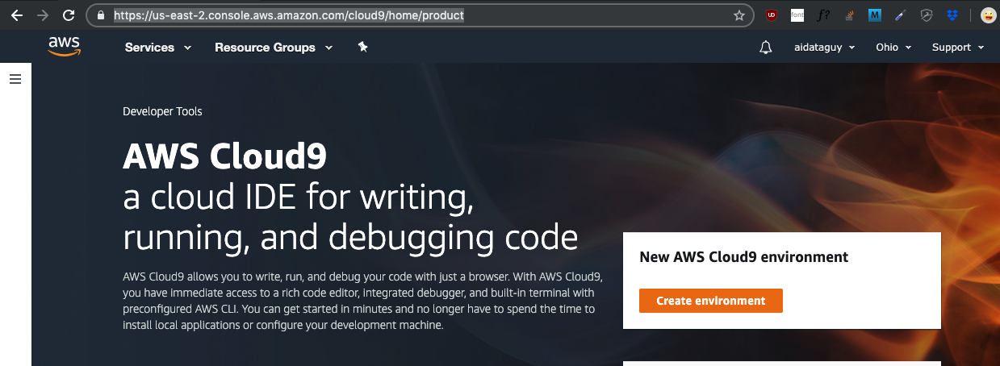 https://us-east-2.console.aws.amazon.com/cloud9/home/product
UD
font
f?
M
aws
Services
Resource Groups
aidataguy
Ohio
Support
Developer Tools
AWS Cloud9
a cloud IDE for writing,
running, and debugging code
AWS Cloud9 allows you to write, run, and debug your code with just a browser. With AWS Cloud9,
you have immediate access to a rich code editor, integrated debugger, and built-in terminal with
preconfigured AWS CLI. You can get started in minutes and no longer have to spend the time to
install local applications or configure your development machine.
New AWS Cloud9 environment
Create environment